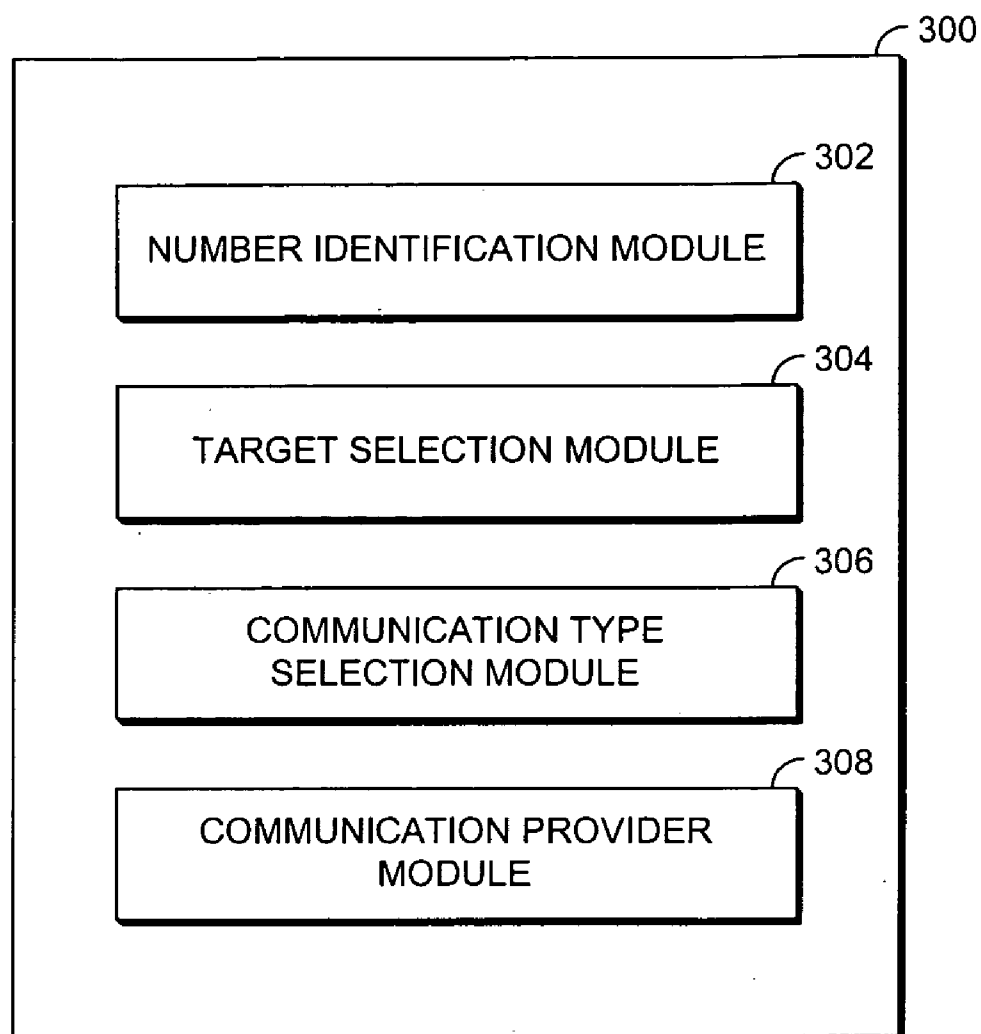 300
302
NUMBER IDENTIFICATION MODULE
304
TARGET SELECTION MODULE
306
COMMUNICATION TYPE
SELECTION MODULE
308
COMMUNICATION PROVIDER
MODULE